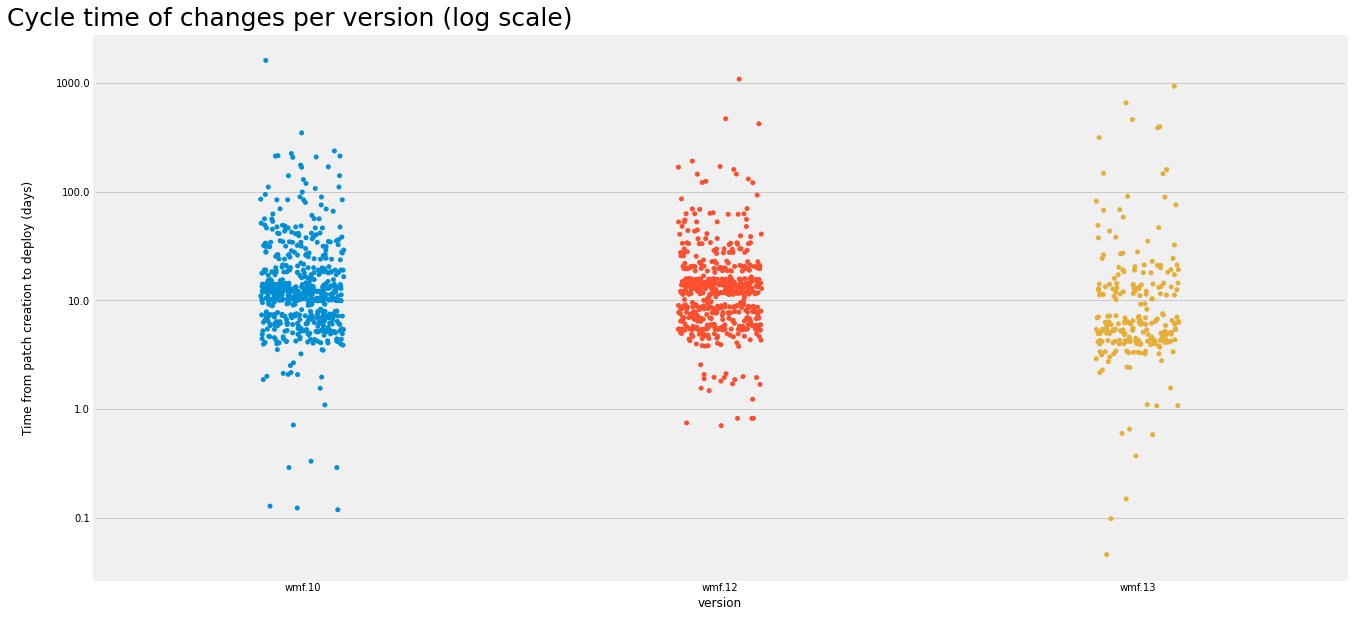 Cycle time of changes per version (log scale)
Time from patch creation to deploy (days)
1000.0
100.0
10.0
1.0
0.1
wmf.10
wmf.12
wmf.13
version